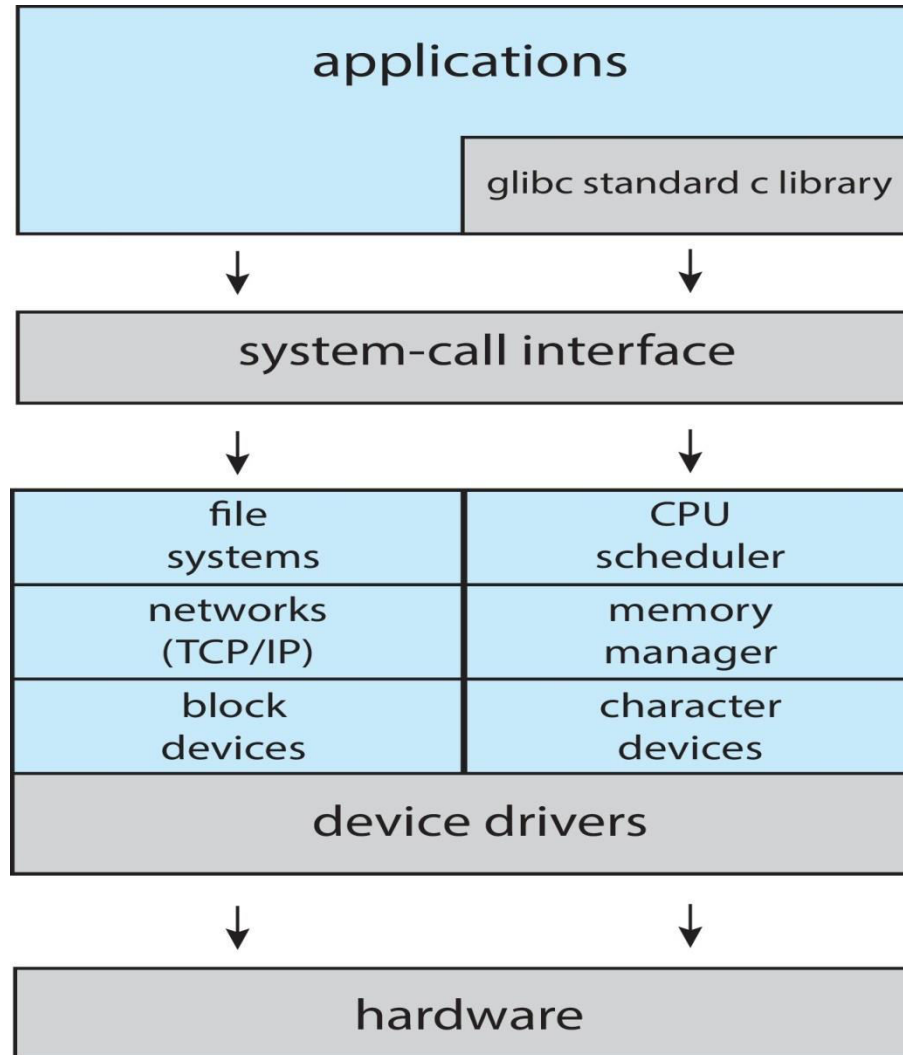 applications
glibc standard c library
system-call interface
file
systems
CPU
scheduler
networks
(TCP/IP)
memory
manager
block
devices
character
devices
device drivers
hardware